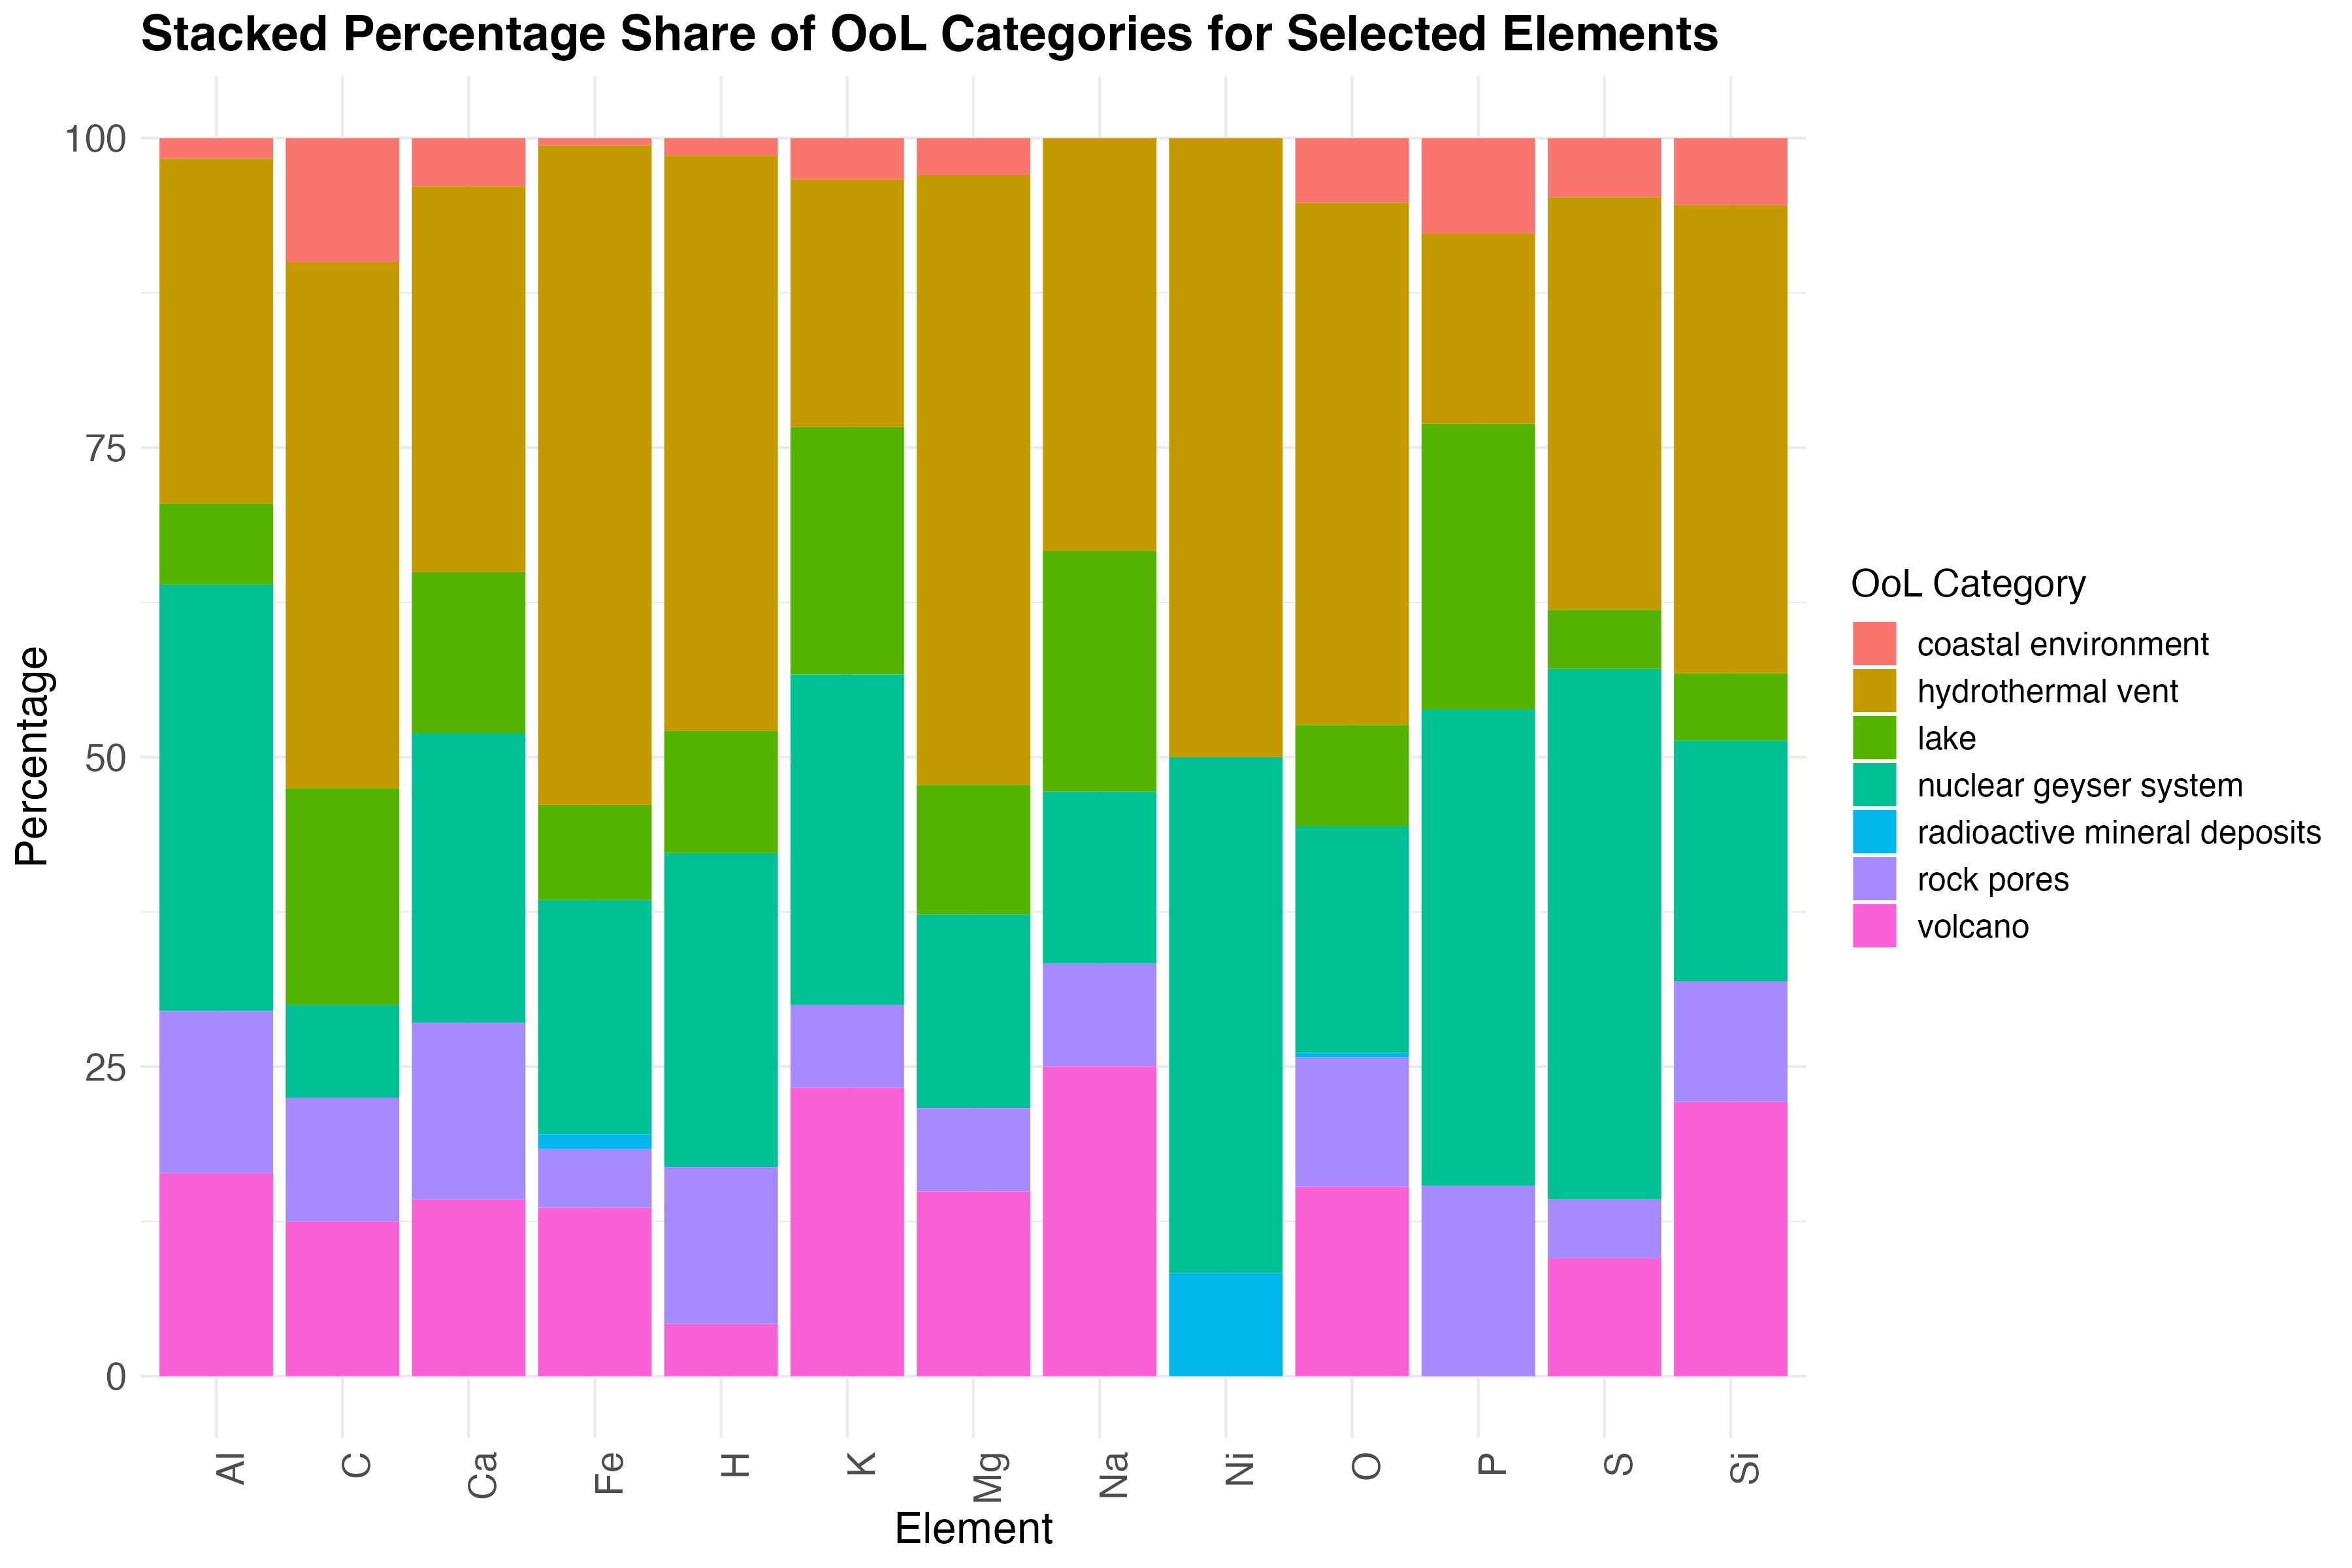 Stacked Percentage Share of OoL Categories for Selected Elements
100
75
50
25
0
Percentage
Al
C
Ca
Fe
H
K
Mg
Na
Ni
O
P
S
Si
Element
OoL Category
coastal environment
hydrothermal vent
lake
nuclear geyser system
radioactive mineral deposits
rock pores
volcano